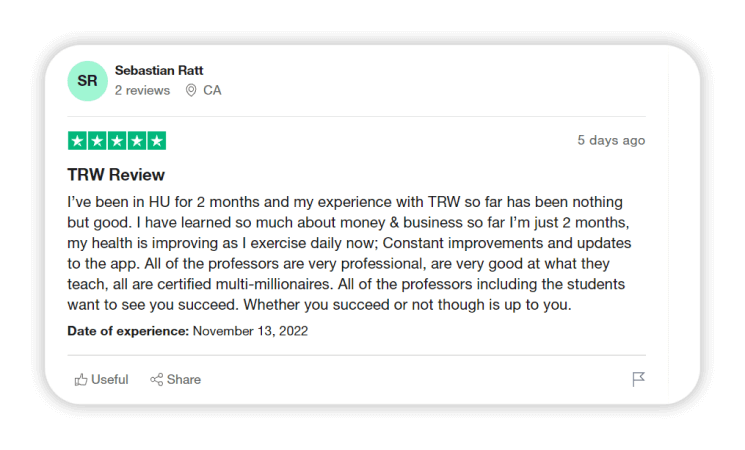 SR
Sebastian Ratt
2 reviews CA
5 days ago
TRW Review
I've been in HU for 2 months and my experience with TRW so far has been nothing
but good. I have learned so much about money & business so far I'm just 2 months,
my health is improving as I exercise daily now; Constant improvements and updates
to the app. All of the professors are very professional, are very good at what they
teach, all are certified multi-millionaires. All of the professors including the students
want to see you succeed. Whether you succeed or not though is up to you.
Date of experience: November 13, 2022
Useful Share